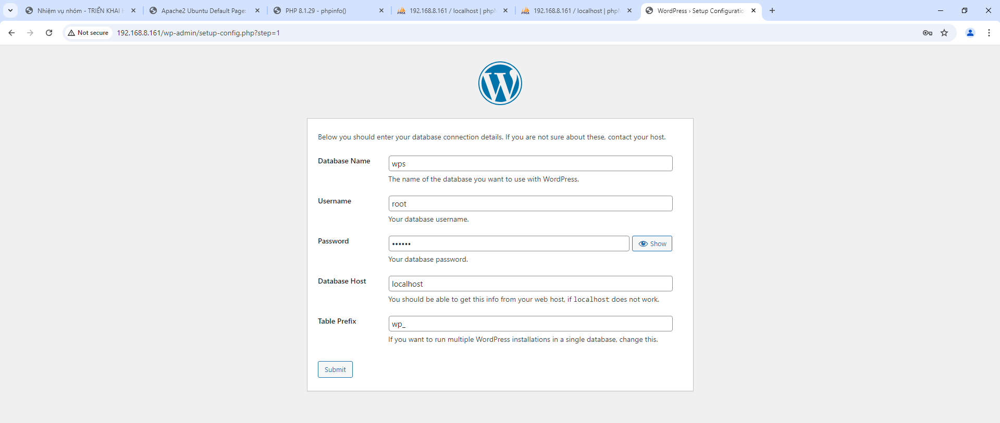 Nhiệm vụ nhóm - TRIỂN KHAI
Apache2 Ubuntu Default Page:
PHP 8.1.29 - phpinfo()
192.168.8.161 / localhost | php
192.168.8.161 / localhost | php
WordPress › Setup Configuratio
Not secure
192.168.8.161/wp-admin/setup-config.php?step=1
Below you should enter your database connection details. If you are not sure about these, contact your host.
Database Name
wps
The name of the database you want to use with WordPress.
Username
root
Your database username.
Password
••••••
Show
Your database password.
Database Host
localhost
You should be able to get this info from your web host, if localhost does not work.
Table Prefix
wp_
If you want to run multiple WordPress installations in a single database, change this.
Submit